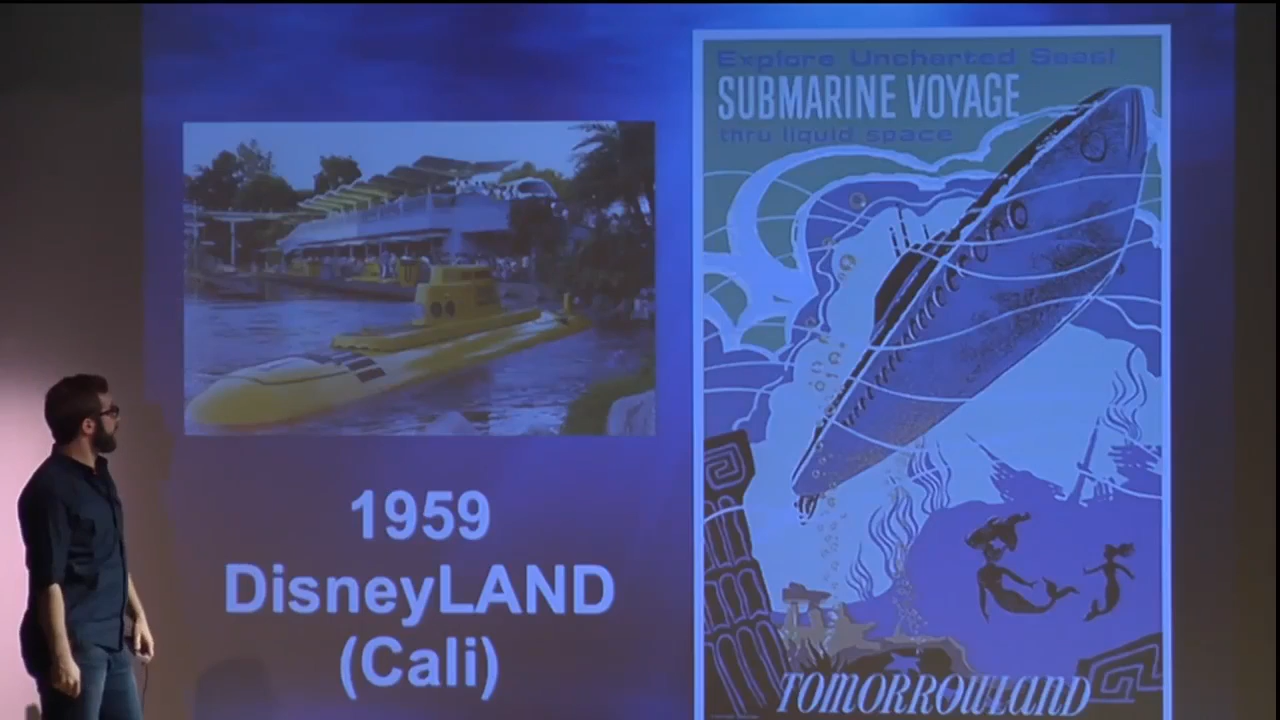 Explore Uncharted Seas!
SUBMARINE VOYAGE
thru liquid space
1959
DisneyLAND
(Cali)
TOMORROWLAND